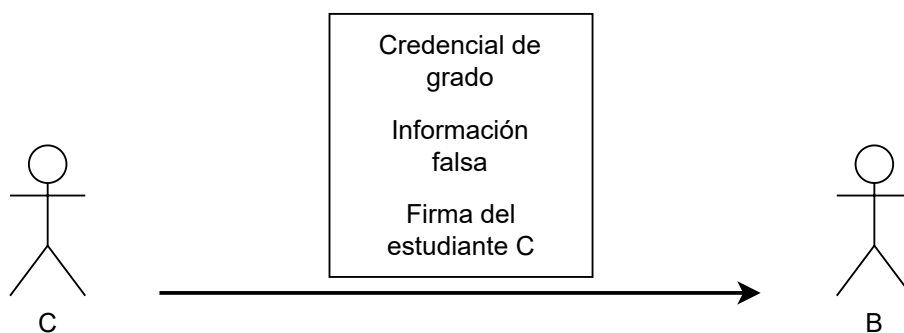 Credencial de
grado
Información
falsa
Firma del
estudiante C
C
B